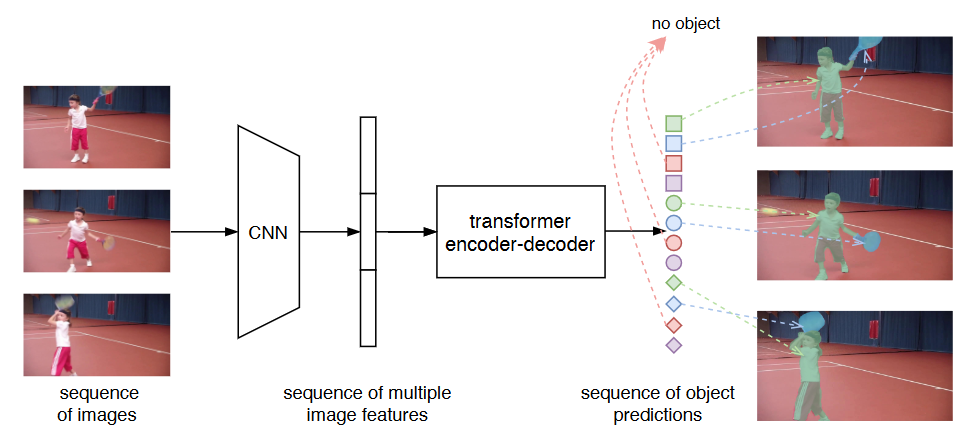 no object
CNN
transformer
encoder-decoder
sequence
of images
sequence of multiple
image features
sequence of object
predictions